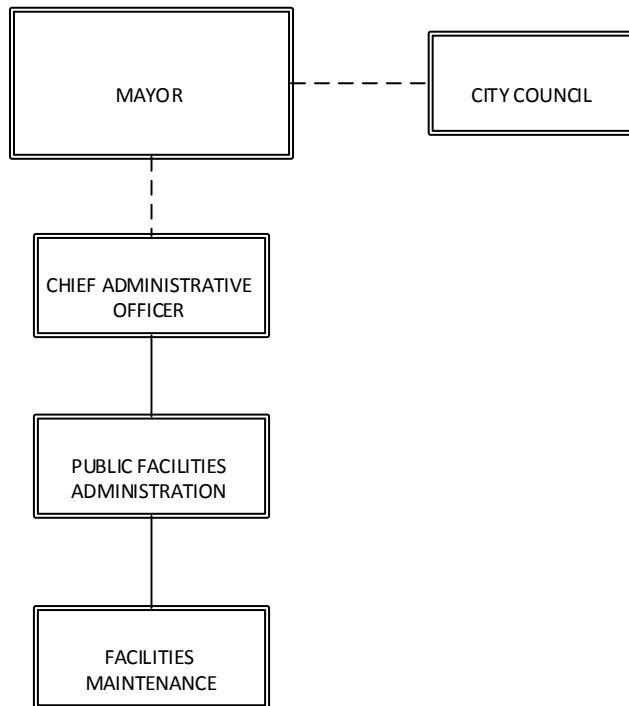 MAYOR
CITY COUNCIL
CHIEF ADMINISTRATIVE
OFFICER
PUBLIC FACILITIES
ADMINISTRATION
FACILITIES
MAINTENANCE